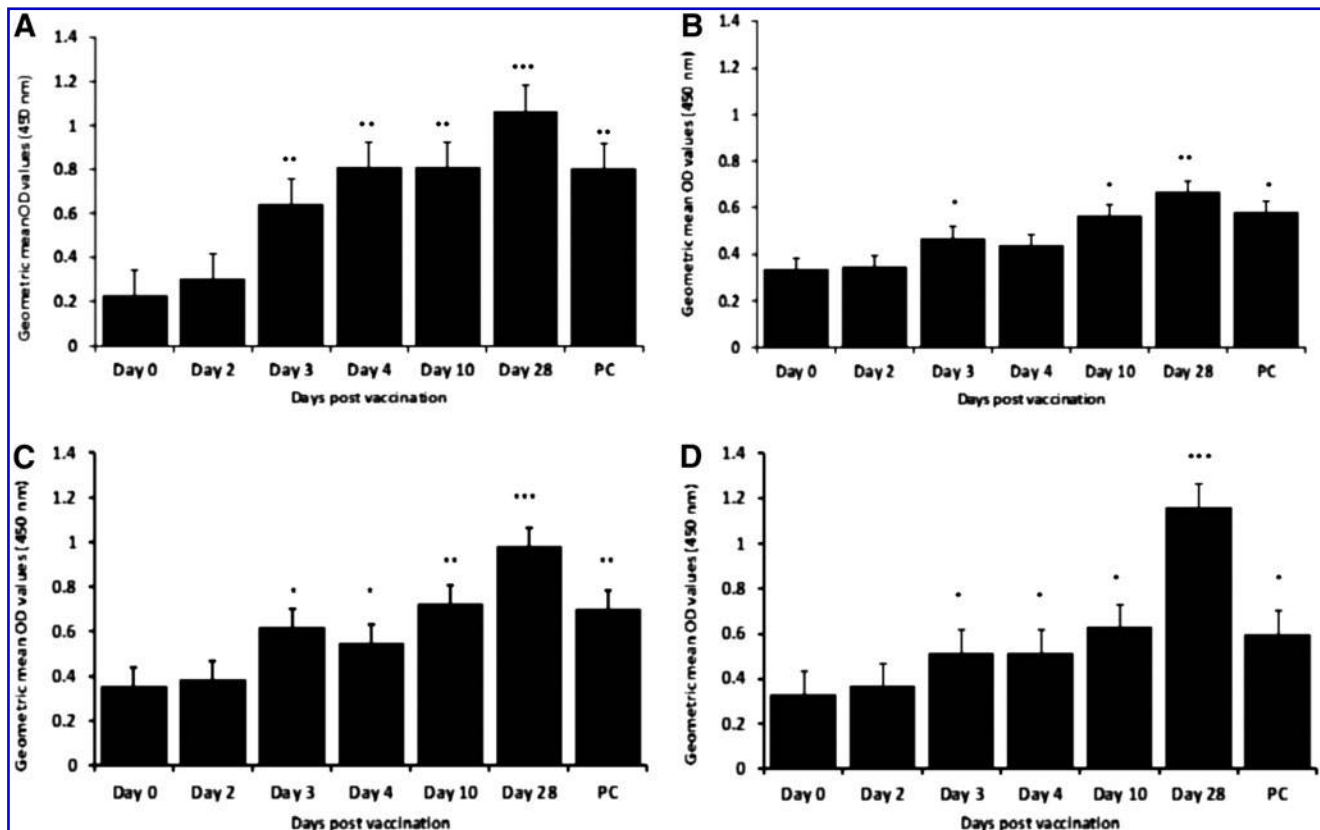 A
Geometric mean OD values (450 nm)
1.4
1.2
1
0.8
0.6
0.4
0.2
0
** ** ** *** **
Day 0 Day 2 Day 3 Day 4 Day 10 Day 28 PC
Days post vaccination
B
Geometric mean OD values (450 nm)
1.4
1.2
1
0.8
0.6
0.4
0.2
0
* * ** *
Day 0 Day 2 Day 3 Day 4 Day 10 Day 28 PC
Days post vaccination
C
Geometric mean OD values (450 nm)
1.4
1.2
1
0.8
0.6
0.4
0.2
0
* * ** *** **
Day 0 Day 2 Day 3 Day 4 Day 10 Day 28 PC
Days post vaccination
D
Geometric mean OD values (450 nm)
1.4
1.2
1
0.8
0.6
0.4
0.2
0
* * * *** *
Day 0 Day 2 Day 3 Day 4 Day 10 Day 28 PC
Days post vaccination